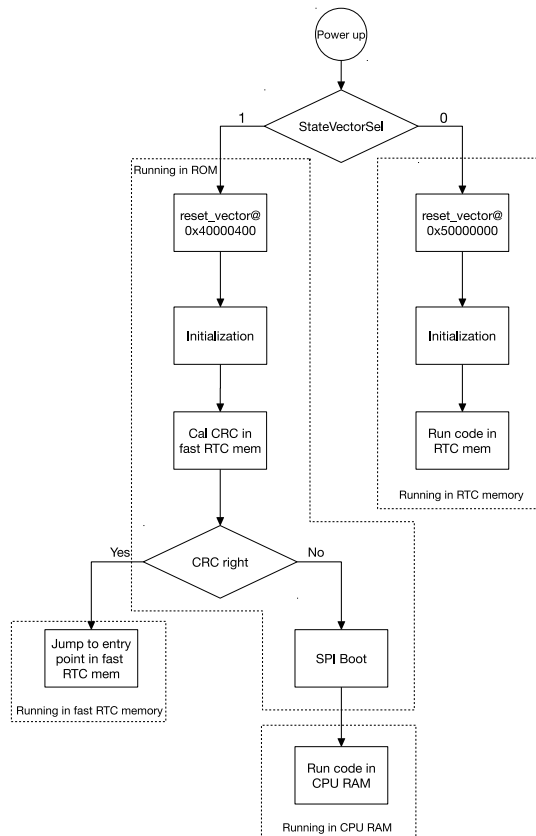 Power up
StateVectorSel
1
0
Running in ROM
reset_vector@
0x40000400
reset_vector@
0x50000000
Initialization
Initialization
Cal CRC in
fast RTC mem
Run code in
RTC mem
Running in RTC memory
Yes
CRC right
No
Jump to entry
point in fast
RTC mem
SPI Boot
Running in fast RTC memory
Run code in
CPU RAM
Running in CPU RAM